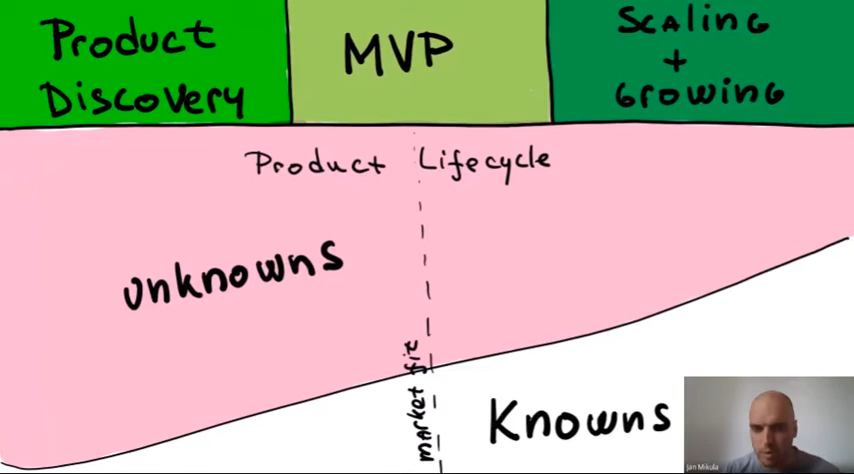 Product
Discovery
MVP
Scaling
+
Growing
Product Lifecycle
unknowns
market fit
Knowns
Jan Mikula